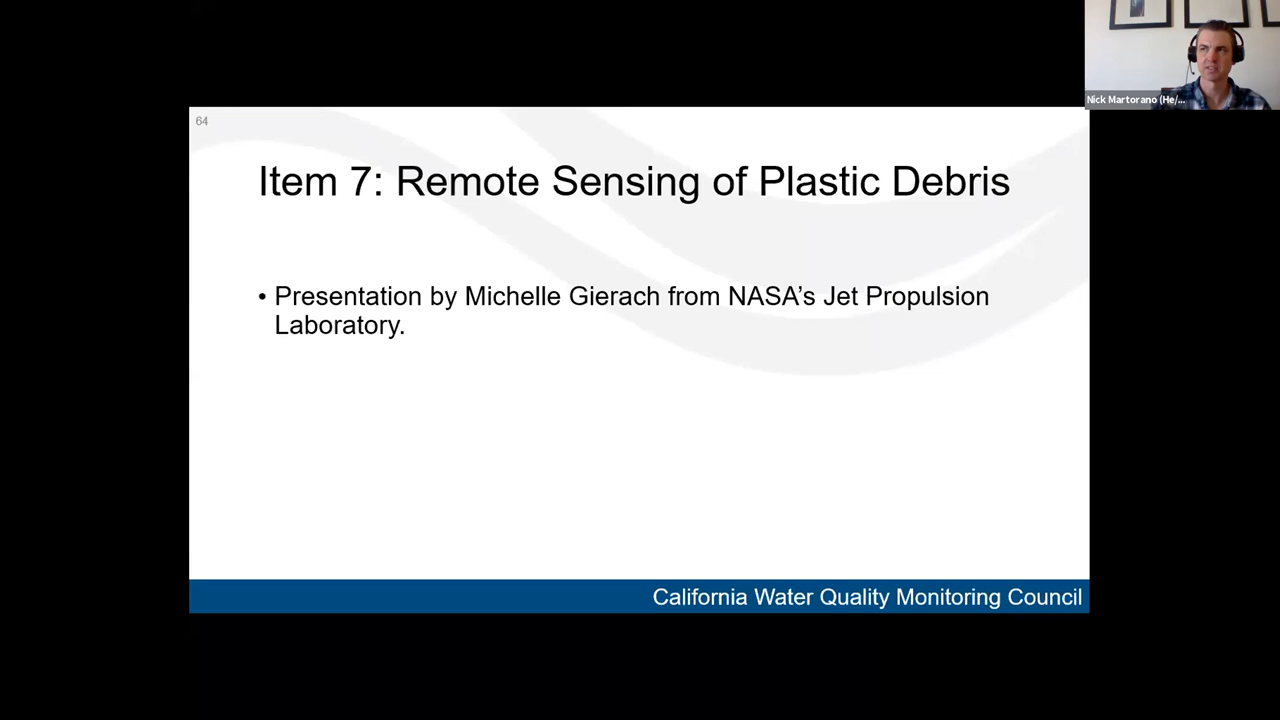 Nick Martorano (He/...
64
Item 7: Remote Sensing of Plastic Debris
• Presentation by Michelle Gierach from NASA's Jet Propulsion
Laboratory.
California Water Quality Monitoring Council